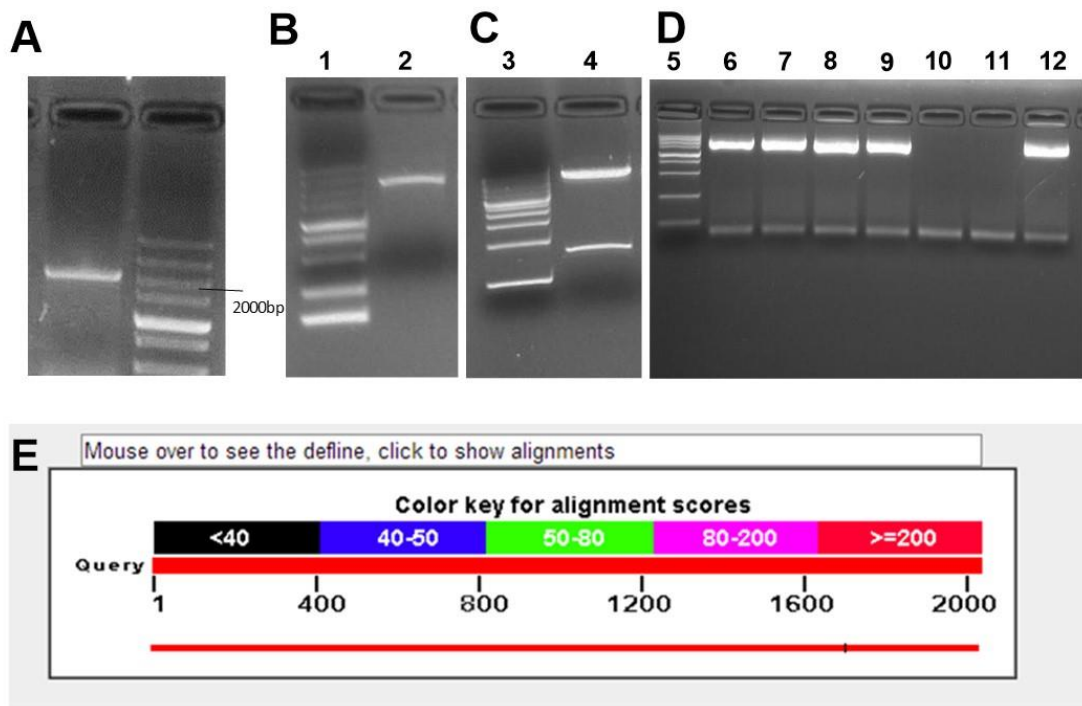 A
B
C
D
1 2
3 4
5 6 7 8 9 10 11 12
2000bp
E
Mouse over to see the defline, click to show alignments
Color key for alignment scores
<40 40-50 50-80 80-200 >=200
Query
1 400 800 1200 1600 2000